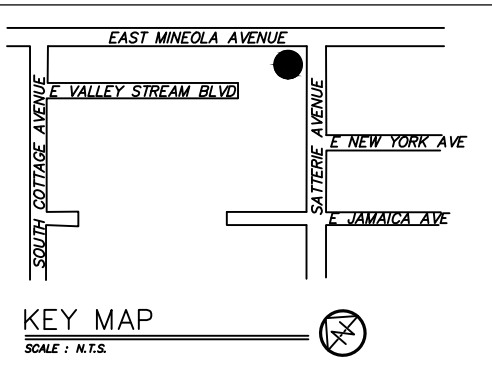 EAST MINEOLA AVENUE
E VALLEY STREAM BLVD
SOUTH COTTAGE AVENUE
SATTERIE AVENUE
E NEW YORK AVE
E JAMAICA AVE
KEY MAP
SCALE : N.T.S.
N